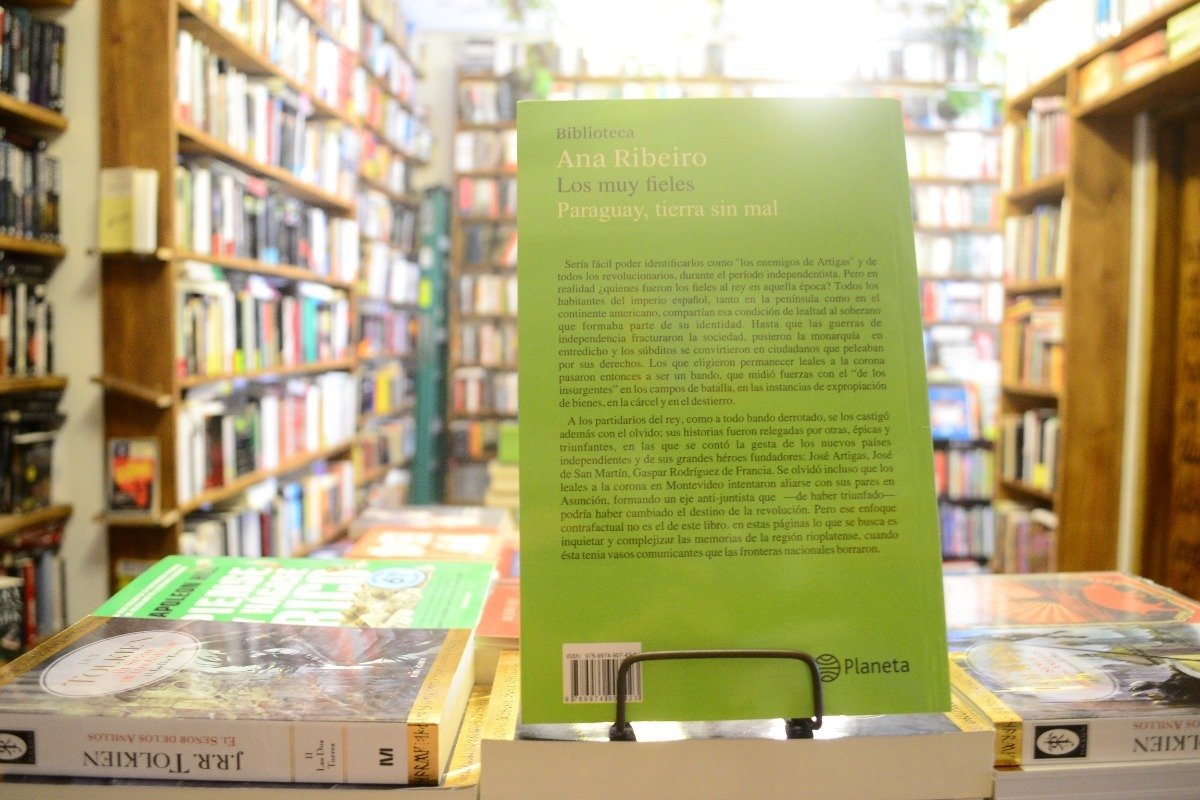 Biblioteca
Ana Ribeiro
Los muy fieles
Paraguay, tierra sin mal
Sería fácil poder identificarlos como "los enemigos de Artigas" y de
todos los revolucionarios, durante el período independentista. Pero en
realidad ¿quienes fueron los fieles al rey en aquella época? Todos los
habitantes del imperio español, tanto en la península como en el
continente americano, compartían esa condición de lealtad al soberano
que formaba parte de su identidad. Hasta que las guerras de
independencia fracturaron la sociedad, pusieron la monarquía en
entredicho y los súbditos se convirtieron en ciudadanos que peleaban
por sus derechos. Los que eligieron permanecer leales a la corona
pasaron entonces a ser un bando, que midió fuerzas con el "de los
insurgentes" en los campos de batalla, en las instancias de expropiación
de bienes, en la cárcel y en el destierro.
A los partidarios del rey, como a todo bando derrotado, se los castigó
además con el olvido; sus historias fueron relegadas por otras, épicas y
triunfantes, en las que se contó la gesta de los nuevos países
independientes y de sus grandes héroes fundadores: José Artigas, José
de San Martín, Gaspar Rodríguez de Francia. Se olvidó incluso que los
leales a la corona en Montevideo intentaron aliarse con sus pares en
Asunción, formando un eje anti-juntista que —de haber triunfado—
podría haber cambiado el destino de la revolución. Pero ese enfoque
contrafactual no es el de este libro, en estas páginas lo que se busca es
inquietar y complejizar las memorias de la región rioplatense, cuando
ésta tenía vasos comunicantes que las fronteras nacionales borraron.
Planeta
NAPOLEON
TOLKIEN
J.R.R. TOLKIEN
EL SEÑOR DE LOS ANILLOS
II
Las Dos
Torres
M
TOLKIEN